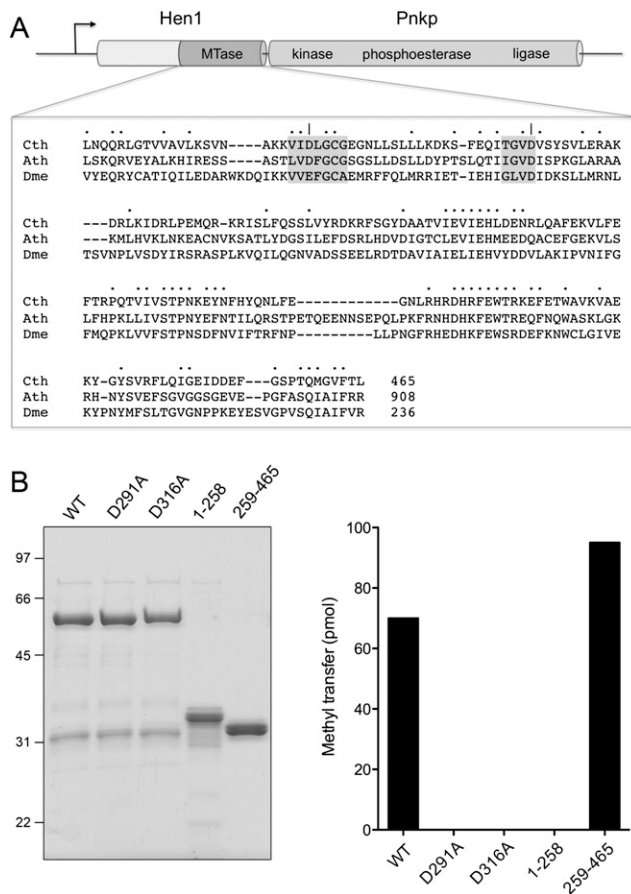 A
Hen1 Pnkp
MTase kinase phosphoesterase ligase
Cth LNQQRLGTVVAVLKSVN----AKKVIDLGCGEGNLLSLLLKDKS-FEQITGVDVSYSVLERAK
Ath LSKQRVEYALKHIRESS----ASTLVDFGCGSGSLLDSLLDYPTSLQTIIGVDISPKGLARAA
Dme VYEQRYCATIQILEDARWKDQIKKVVEFGCAEMRFFQLMRRIET-IEHIGLVDIDKSLLMRNL
Cth ---DRLKIDRLPEMQR-KRISLFQSSLVYRDKRFSGYDAATVIEVIEHLDENRLQAFEKVLFE
Ath ---KMLHVKLNKEACNVKSATLYDGSILEFDSRLHDVDIGTCLEVIEHMEEDQACEFGEKVLS
Dme TSVNPLVSDYIRSRASPLKVQILQGNVADSSEELRDTDAVIAIELIEHVYDDVLAKIPVNIFG
Cth FTRPQTVIVSTPNKEYNFHYQNLFE------------GNLRHRDHRFEWTRKEFETWAVKVAE
Ath LFHPKLLIVSTPNYEFNTILQRSTPETQEENNSEPQLPKFRNHDHKFEWTREQFNQWASKLGK
Dme FMQPKLVVFSTPNSDFNVIFTRFNP----------LLPNGFRHEDHKFEWSRDEFKNWCLGIVE
Cth KY-GYSVRFLQIGEIDDEF---GSPTQMGVFTL 465
Ath RH-NYSVEFSGVGGSGEVE--PGFASQIAIFRR 908
Dme KYPNYMFSLTGVGNPPKEYESVGPVSQIAIFVR 236
B
WT D291A D316A 1-258 259-465
97
66
45
31
22
Methyl transfer (pmol)
100
80
60
40
20
0
WT D291A D316A 1-258 259-465